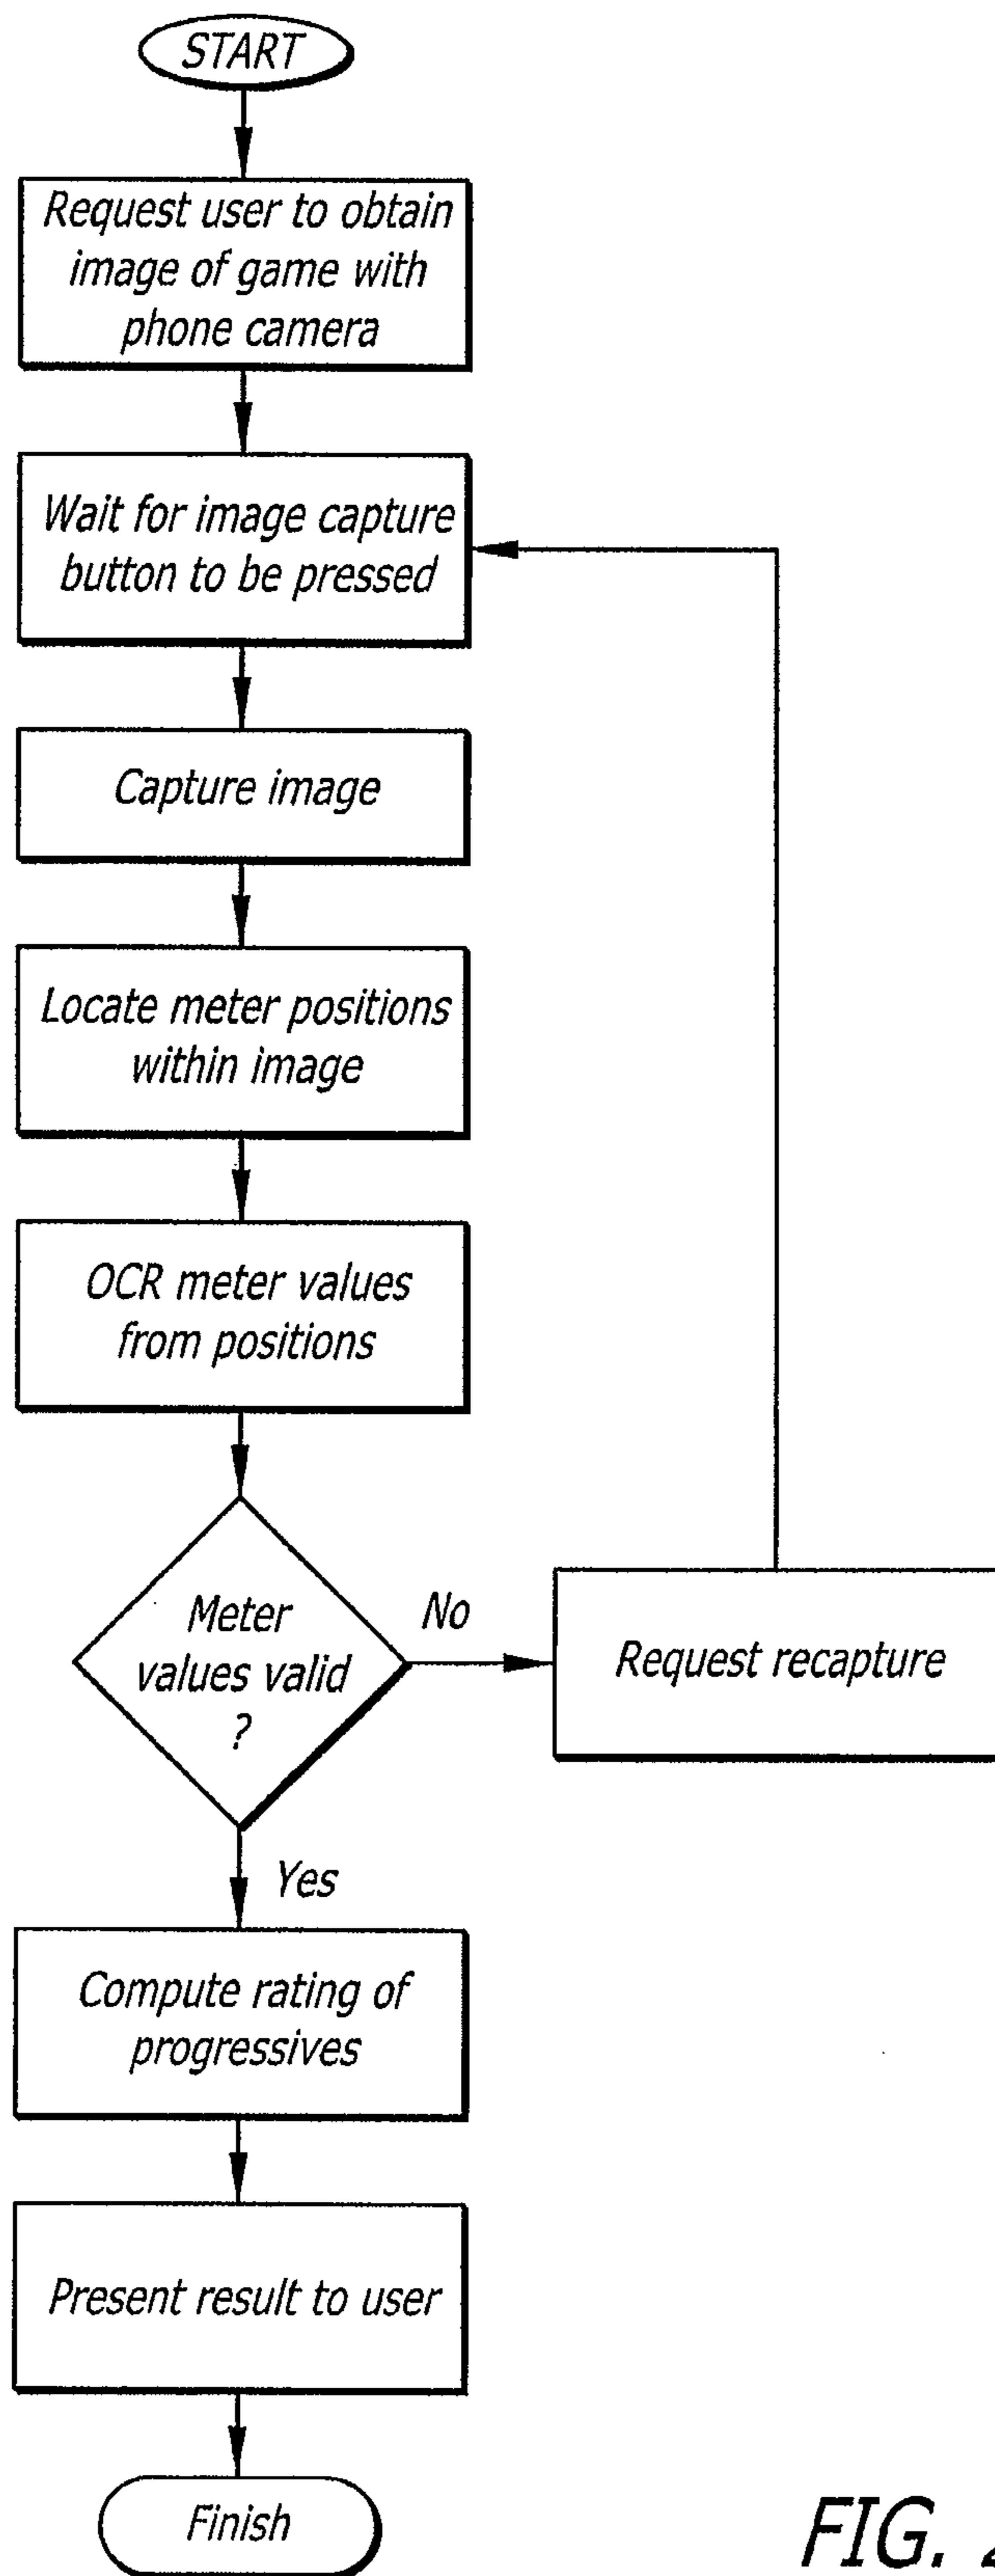 START
Request user to obtain
image of game with
phone camera
Wait for image capture
button to be pressed
Capture image
Locate meter positions
within image
OCR meter values
from positions
Meter
values valid
?
No
Request recapture
Yes
Compute rating of
progressives
Present result to user
Finish
FIG.